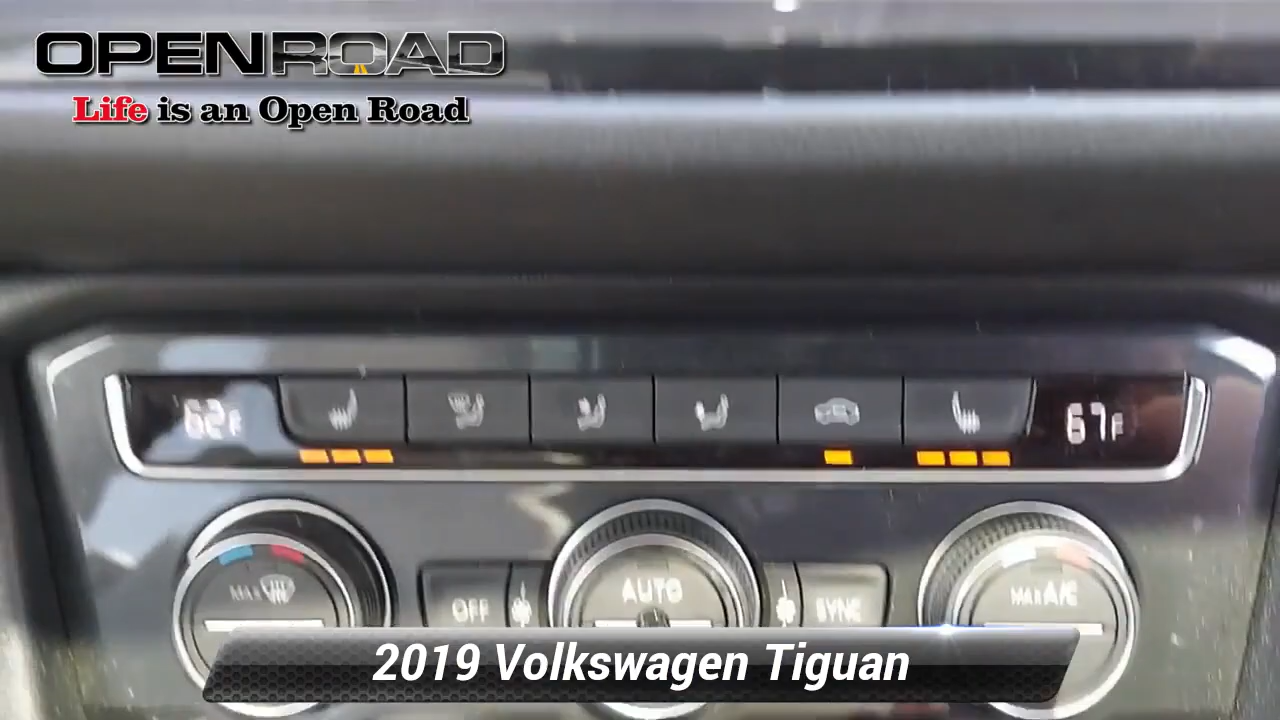 OPENROAD
Life is an Open Road
62F
67F
MAX
AUTO
MAX A/C
OFF
SYNC
2019 Volkswagen Tiguan